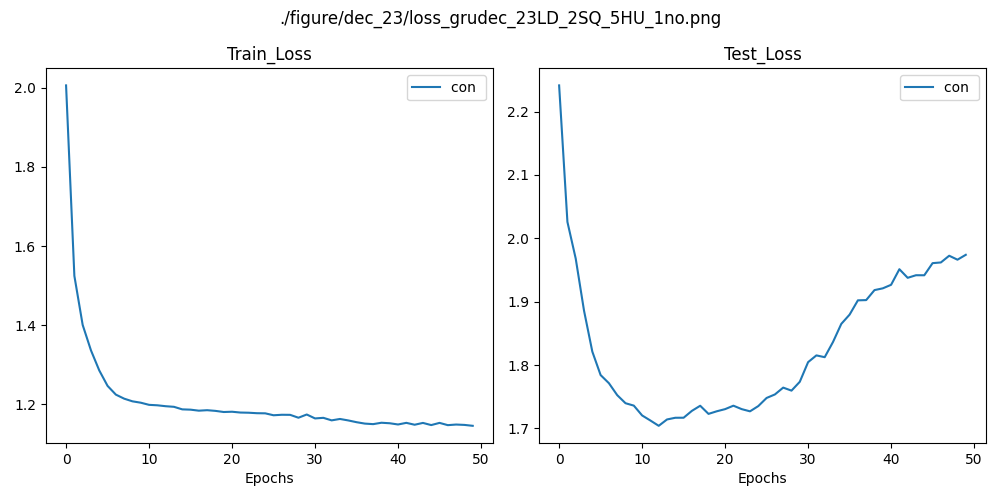 ./figure/dec_23/loss_grudec_23LD_2SQ_5HU_1no.png
Train_Loss
con
2.0
1.8
1.6
1.4
1.2
0 10 20 30 40 50
Epochs
Test_Loss
con
2.2
2.1
2.0
1.9
1.8
1.7
0 10 20 30 40 50
Epochs